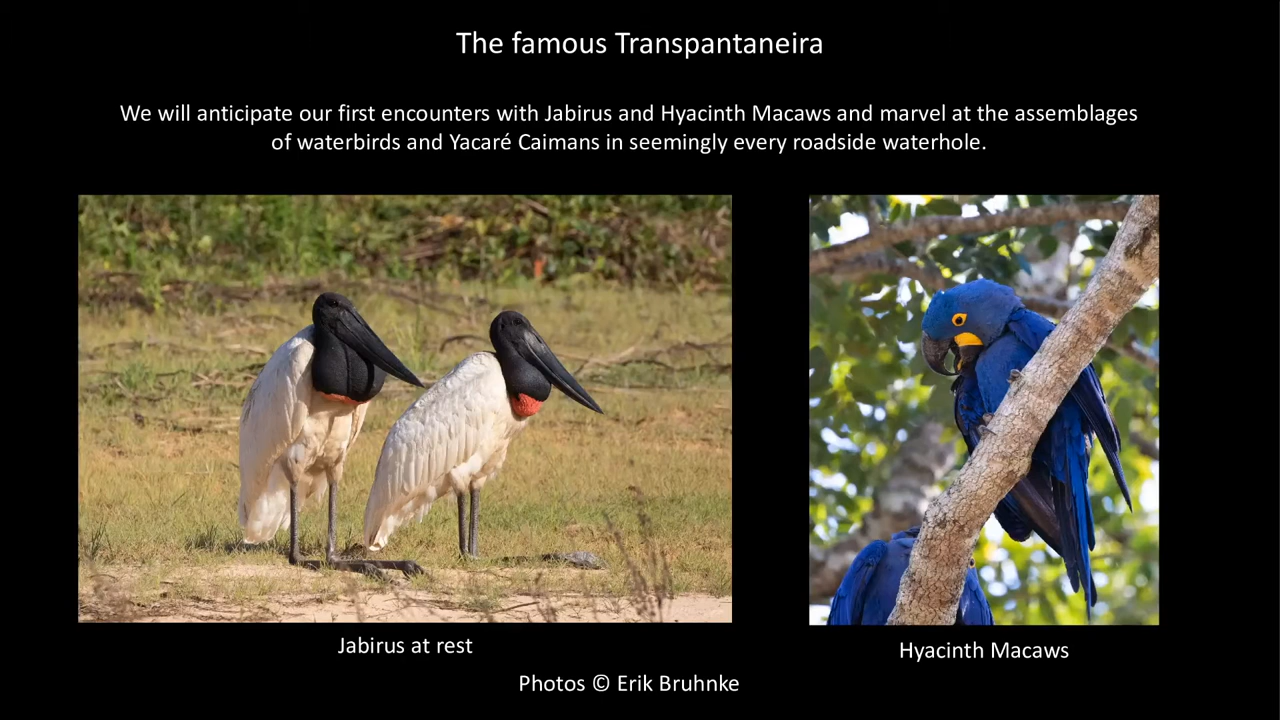 The famous Transpantaneira
We will anticipate our first encounters with Jabirus and Hyacinth Macaws and marvel at the assemblages
of waterbirds and Yacaré Caimans in seemingly every roadside waterhole.
Jabirus at rest
Hyacinth Macaws
Photos © Erik Bruhnke